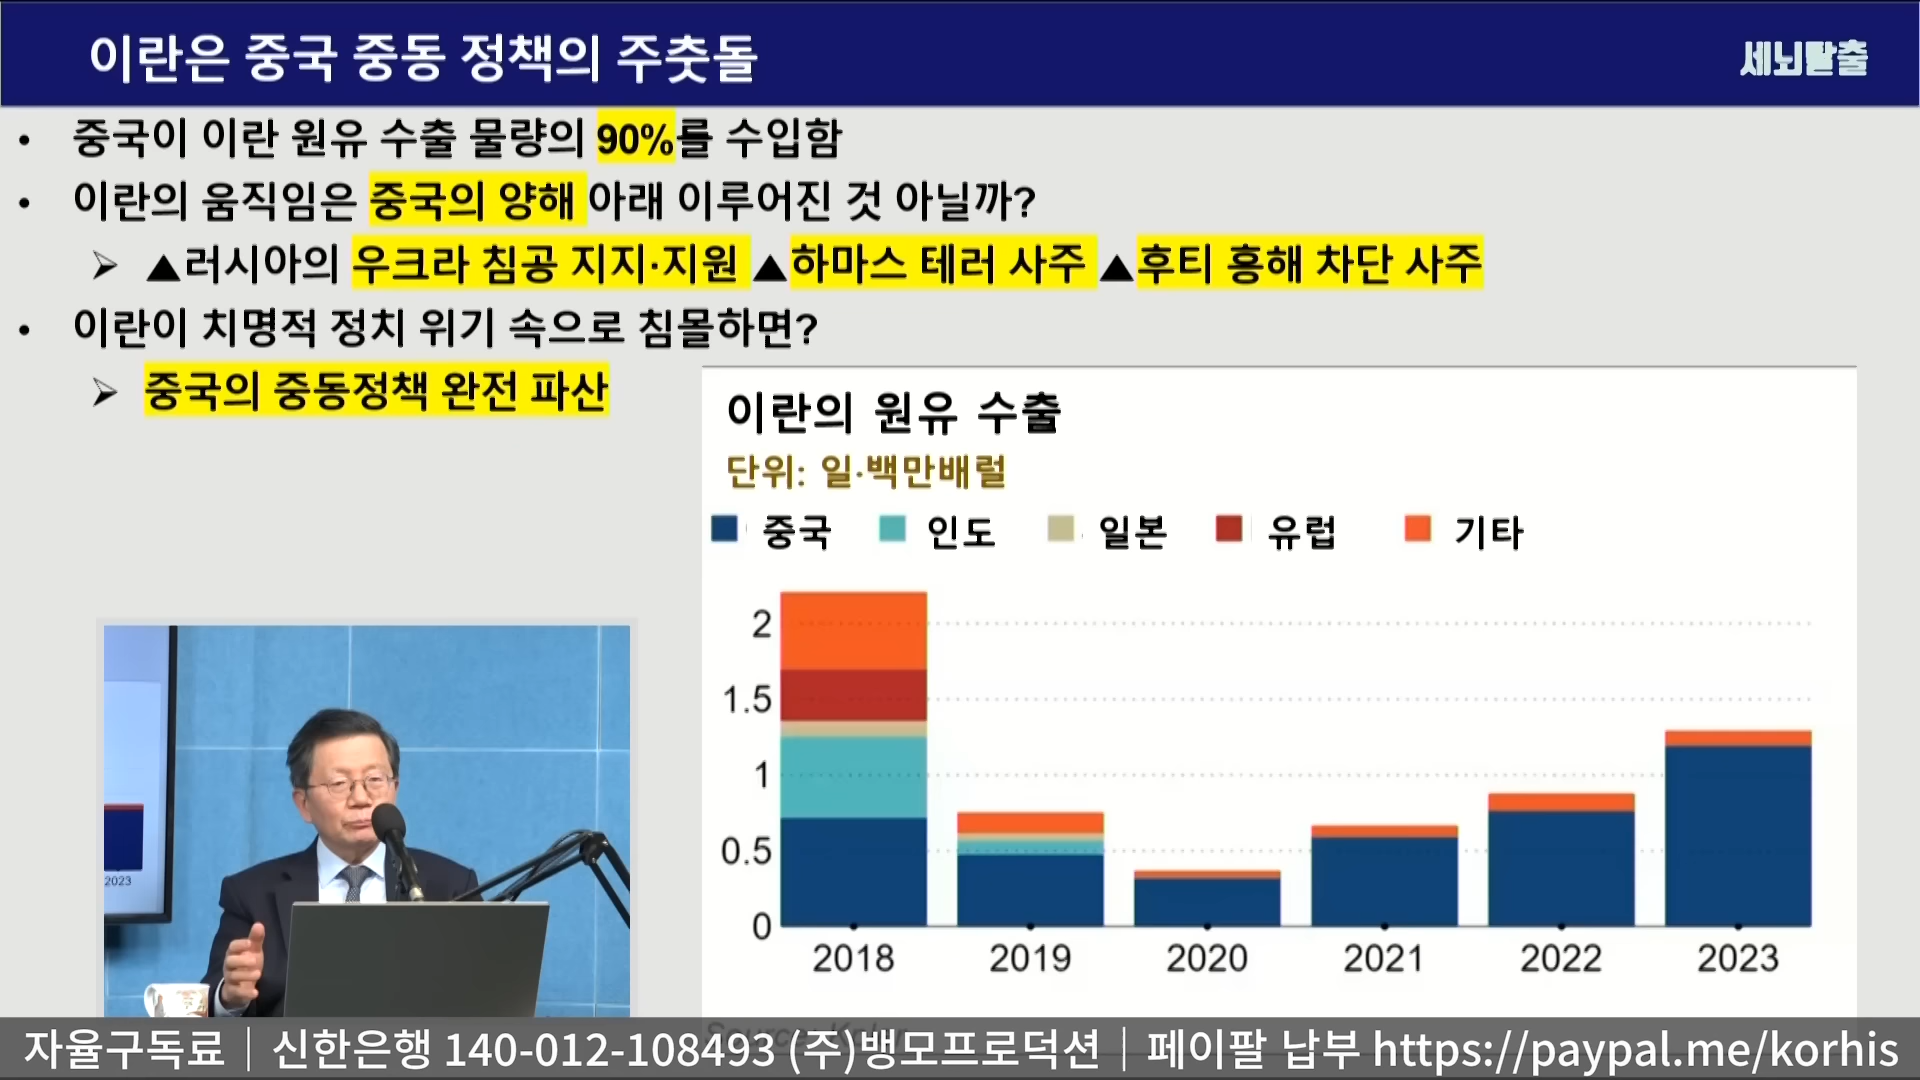 이란은 중국 중동 정책의 주춧돌
세뇌탈출
• 중국이 이란 원유 수출 물량의 90%를 수입함
• 이란의 움직임은 중국의 양해 아래 이루어진 것 아닐까?
➢ ▲러시아의 우크라 침공 지지·지원 ▲하마스 테러 사주 ▲후티 홍해 차단 사주
• 이란이 치명적 정치 위기 속으로 침몰하면?
➢ 중국의 중동정책 완전 파산
이란의 원유 수출
단위: 일·백만배럴
중국 인도 일본 유럽 기타
2
1.5
1
0.5
0
2018 2019 2020 2021 2022 2023
2023
자율구독료｜신한은행 140-012-108493 (주)뱅모프로덕션｜페이팔 납부 https://paypal.me/korhis